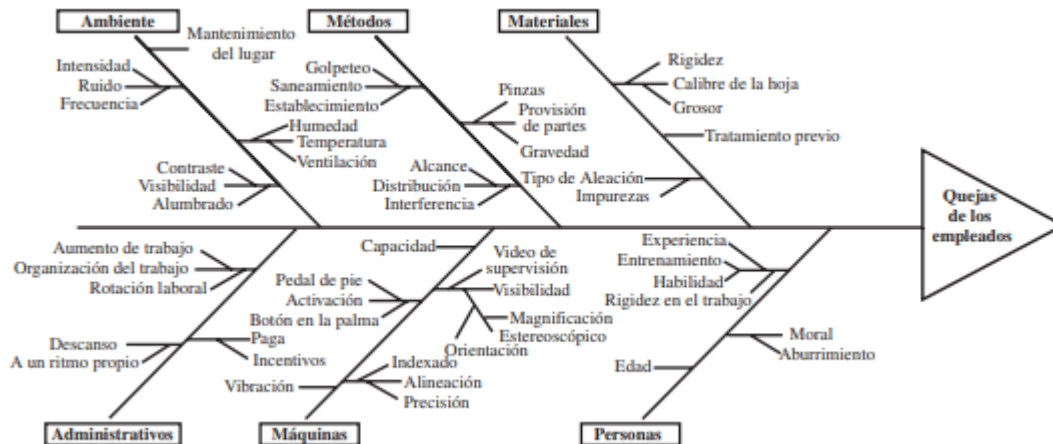 Ambiente
Métodos
Materiales
Mantenimiento
del lugar
Intensidad
Ruido
Frecuencia
Humedad
Temperatura
Ventilación
Contraste
Visibilidad
Alumbrado
Golpeteo
Saneamiento
Establecimiento
Pinzas
Provisión
de partes
Gravedad
Alcance
Distribución
Interferencia
Rigidez
Calibre de la hoja
Grosor
Tratamiento previo
Tipo de Aleación
Impurezas
Quejas
de los
empleados
Aumento de trabajo
Organización del trabajo
Rotación laboral
Paga
Incentivos
Descanso
A un ritmo propio
Capacidad
Video de
supervisión
Visibilidad
Magnificación
Estereoscópico
Orientación
Pedal de pie
Activación
Botón en la palma
Indexado
Alineación
Precisión
Vibración
Experiencia
Entrenamiento
Habilidad
Rigidez en el trabajo
Moral
Aburrimiento
Edad
Administrativos
Máquinas
Personas